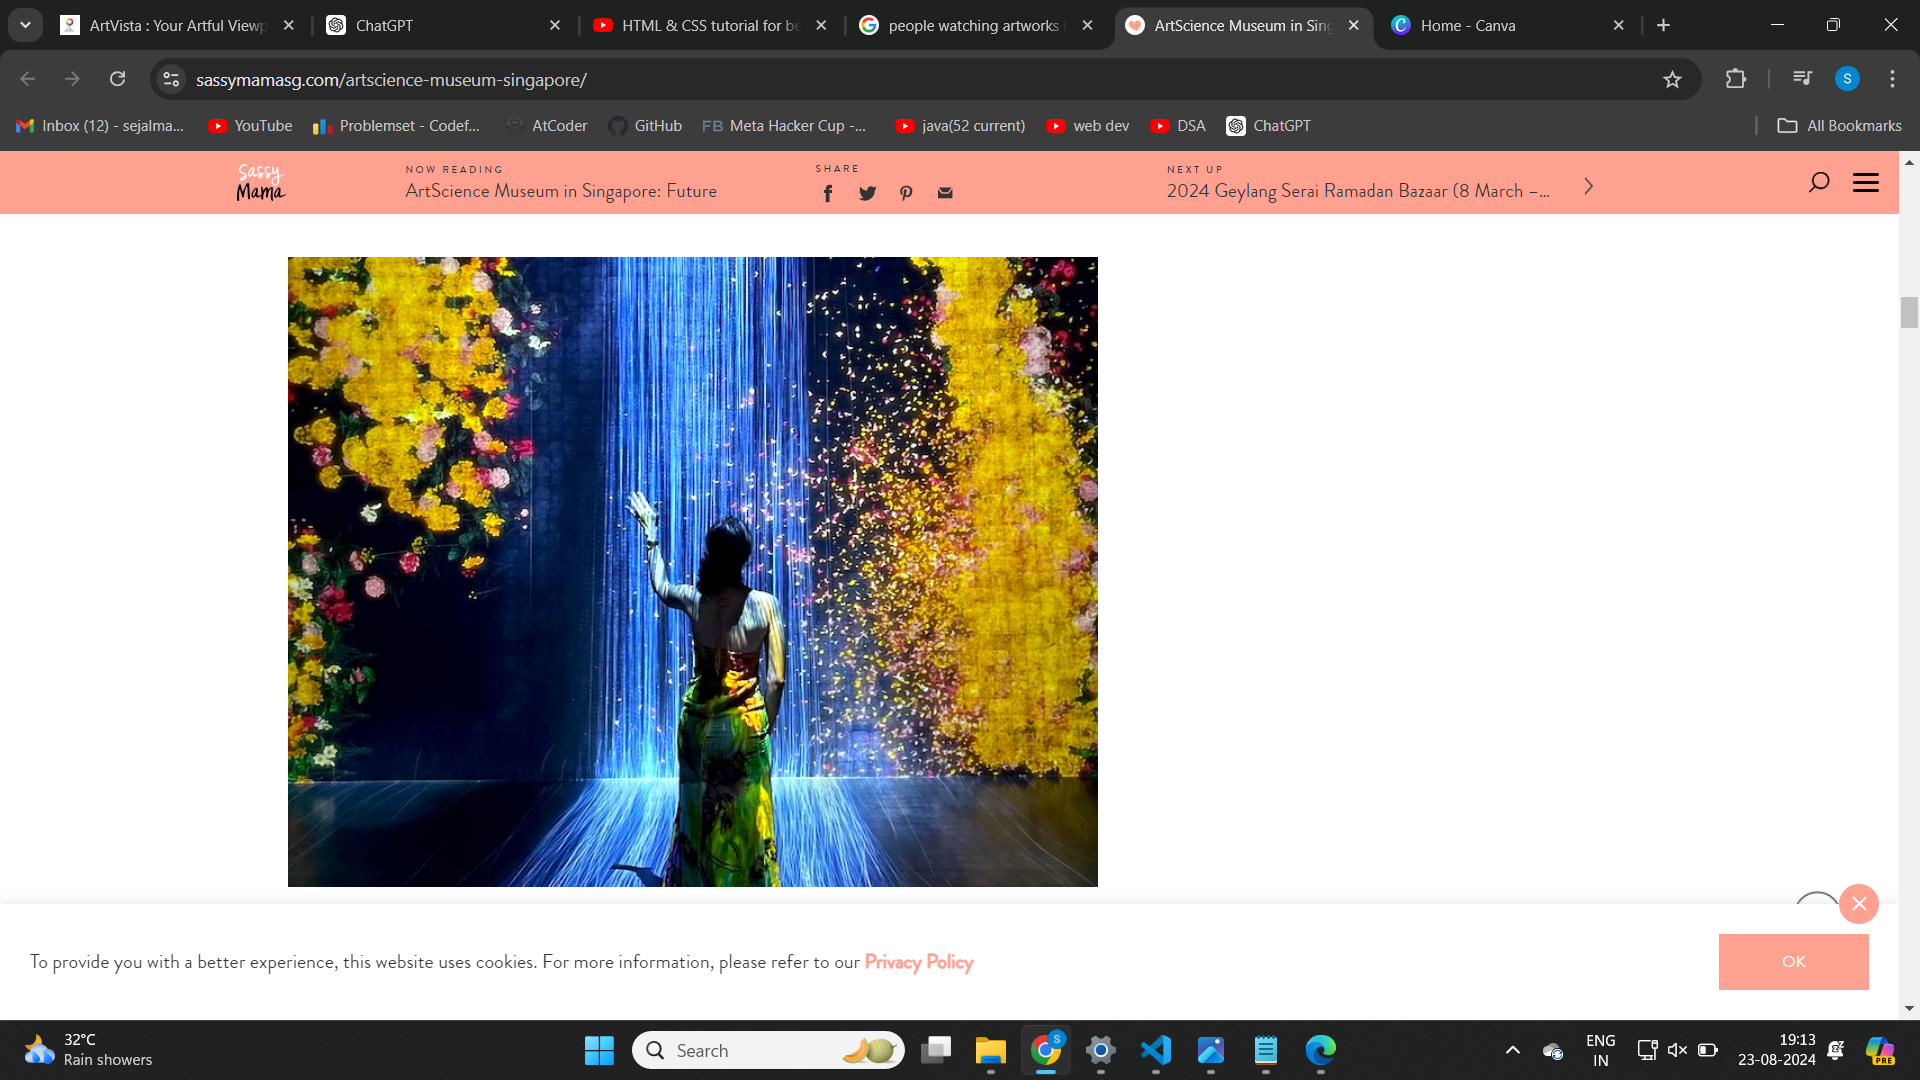 ArtVista : Your Artful Viewp
ChatGPT
HTML & CSS tutorial for be
people watching artworks i
ArtScience Museum in Sing
Home - Canva
sassymamasg.com/artscience-museum-singapore/
S
Inbox (12) - sejalma...
YouTube
Problemset - Codef...
AtCoder
GitHub
FB Meta Hacker Cup -...
java(52 current)
web dev
DSA
ChatGPT
All Bookmarks
Sassy
Mama
NOW READING
ArtScience Museum in Singapore: Future
SHARE
NEXT UP
2024 Geylang Serai Ramadan Bazaar (8 March –...
To provide you with a better experience, this website uses cookies. For more information, please refer to our Privacy Policy
OK
32°C
Rain showers
Search
S
ENG
IN
19:13
23-08-2024
PRE